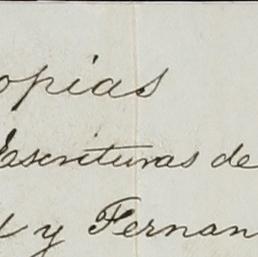 opias
Escrituras de
y Fernan